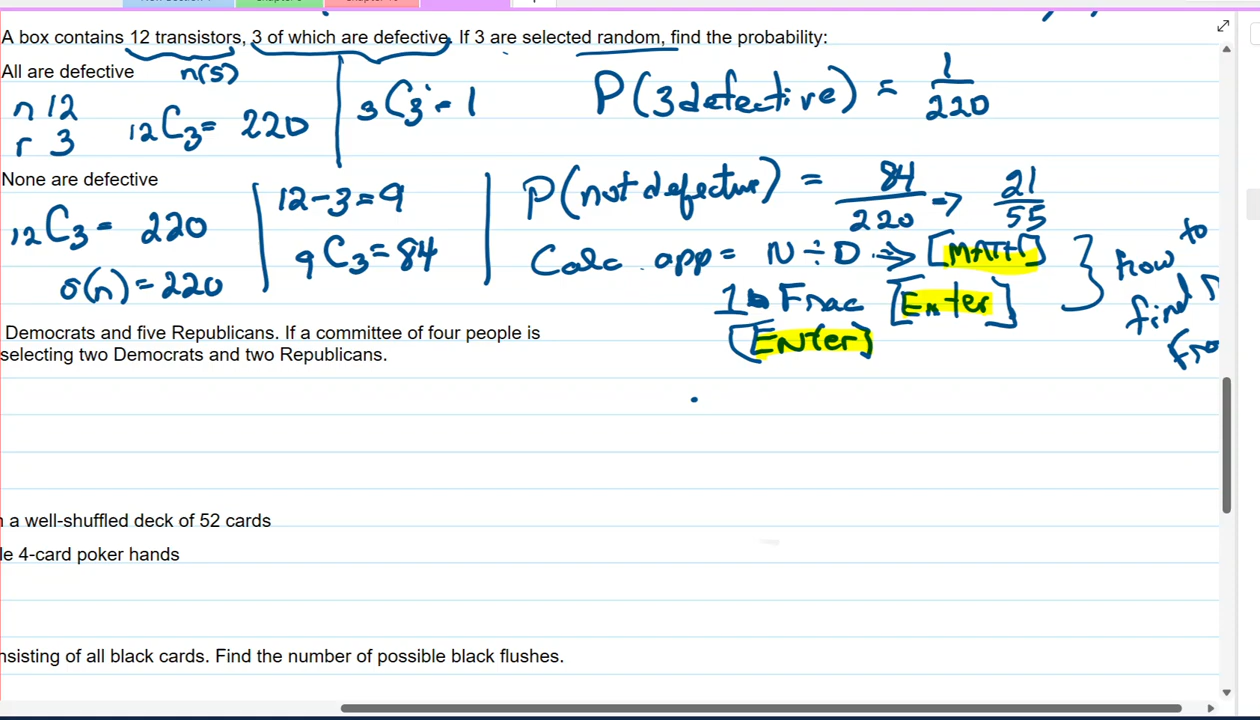 A box contains 12 transistors, 3 of which are defective. If 3 are selected random, find the probability:
All are defective
n(s)
n 12
r 3
12C3 = 220
3C3 = 1
P(3 defective) = 1/220
None are defective
12C3 = 220
σ(n) = 220
12-3=9
9C3 = 84
P(not defective) = 84/220 → 21/55
Calc. app = N ÷ D ⇒ [MATH]
1▶ Frac [Enter]
[ENTER]
how to
find
Democrats and five Republicans. If a committee of four people is
selecting two Democrats and two Republicans.
a well-shuffled deck of 52 cards
le 4-card poker hands
nsisting of all black cards. Find the number of possible black flushes.